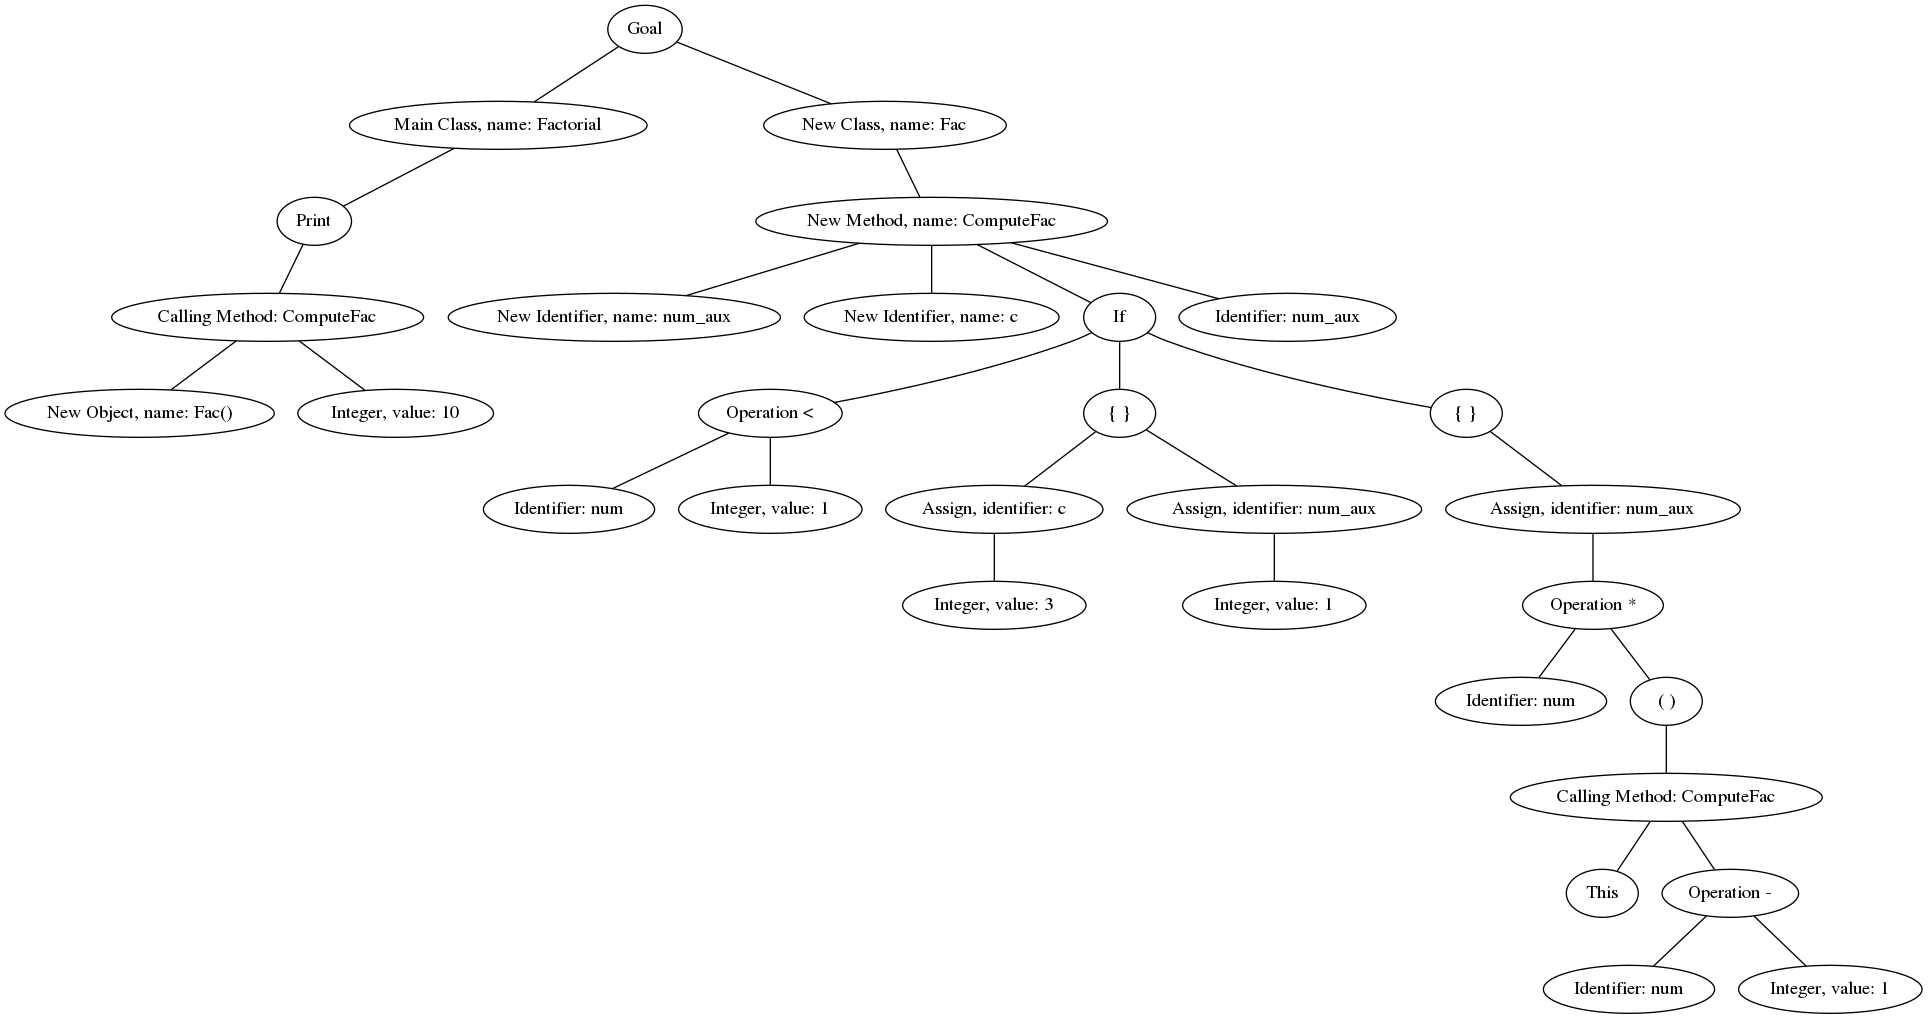 Goal
Main Class, name: Factorial
New Class, name: Fac
Print
New Method, name: ComputeFac
Calling Method: ComputeFac
New Identifier, name: num_aux
New Identifier, name: c
If
Identifier: num_aux
New Object, name: Fac()
Integer, value: 10
Operation <
{ }
{ }
Identifier: num
Integer, value: 1
Assign, identifier: c
Assign, identifier: num_aux
Assign, identifier: num_aux
Integer, value: 3
Integer, value: 1
Operation *
Identifier: num
( )
Calling Method: ComputeFac
This
Operation -
Identifier: num
Integer, value: 1